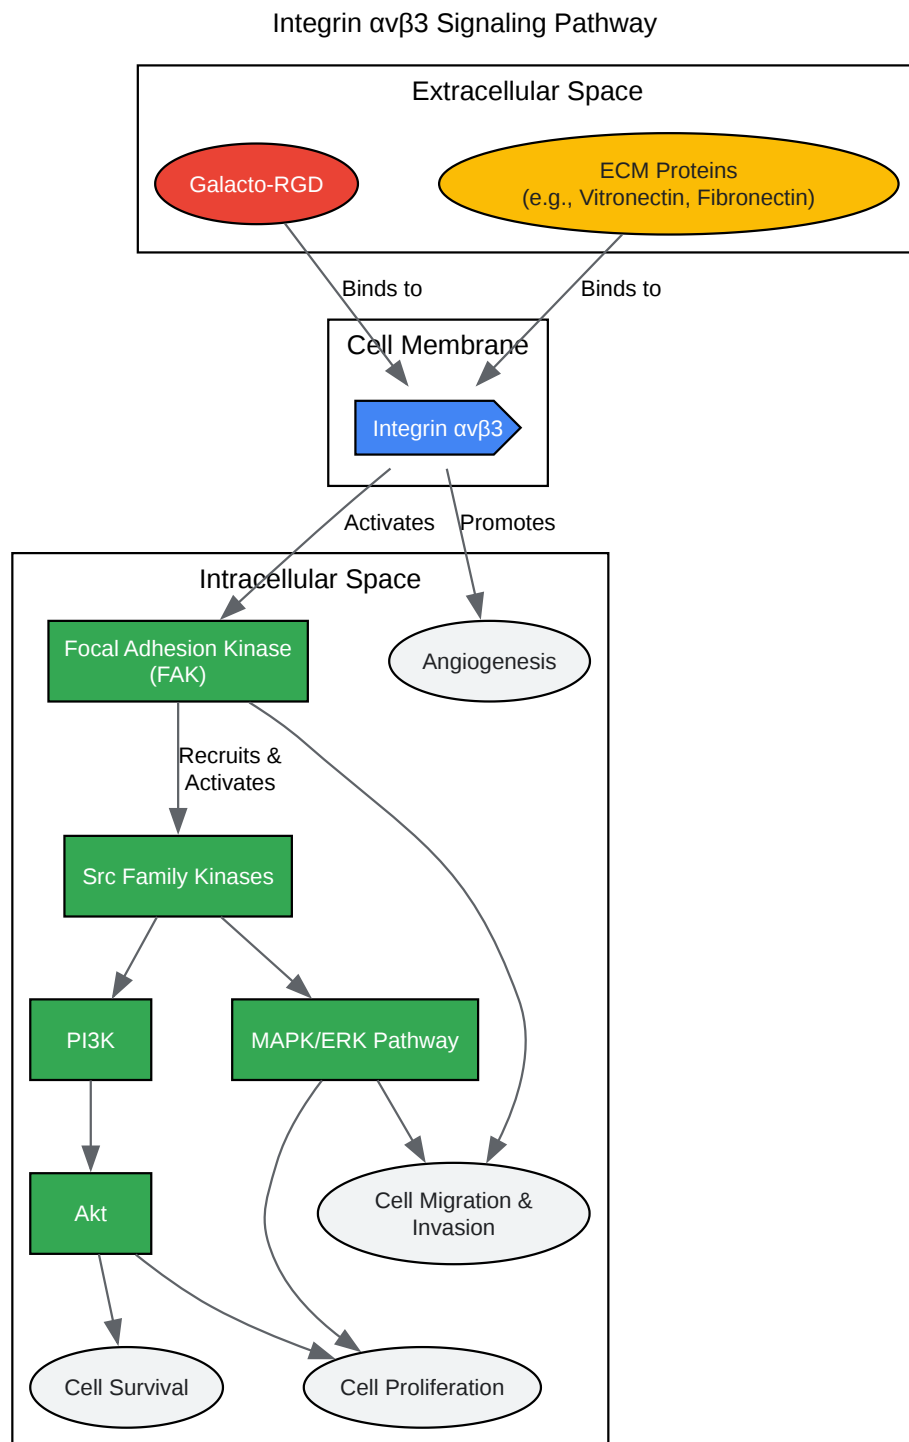 Integrin αvβ3 Signaling Pathway
Extracellular Space
Galacto-RGD
ECM Proteins
(e.g., Vitronectin, Fibronectin)
Binds to
Binds to
Cell Membrane
Integrin αvβ3
Activates
Promotes
Intracellular Space
Focal Adhesion Kinase
(FAK)
Angiogenesis
Recruits &
Activates
Src Family Kinases
PI3K
MAPK/ERK Pathway
Akt
Cell Migration &
Invasion
Cell Survival
Cell Proliferation